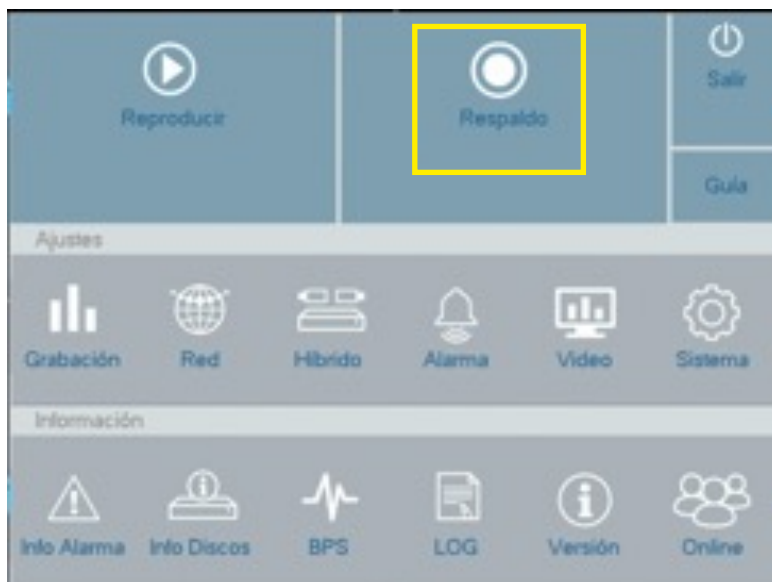 Reproducir
Respaldo
Salir
Guía
Ajustes
Grabación
Red
Híbrido
Alarma
Video
Sistema
Información
Info Alarma
Info Discos
BPS
LOG
Versión
Online